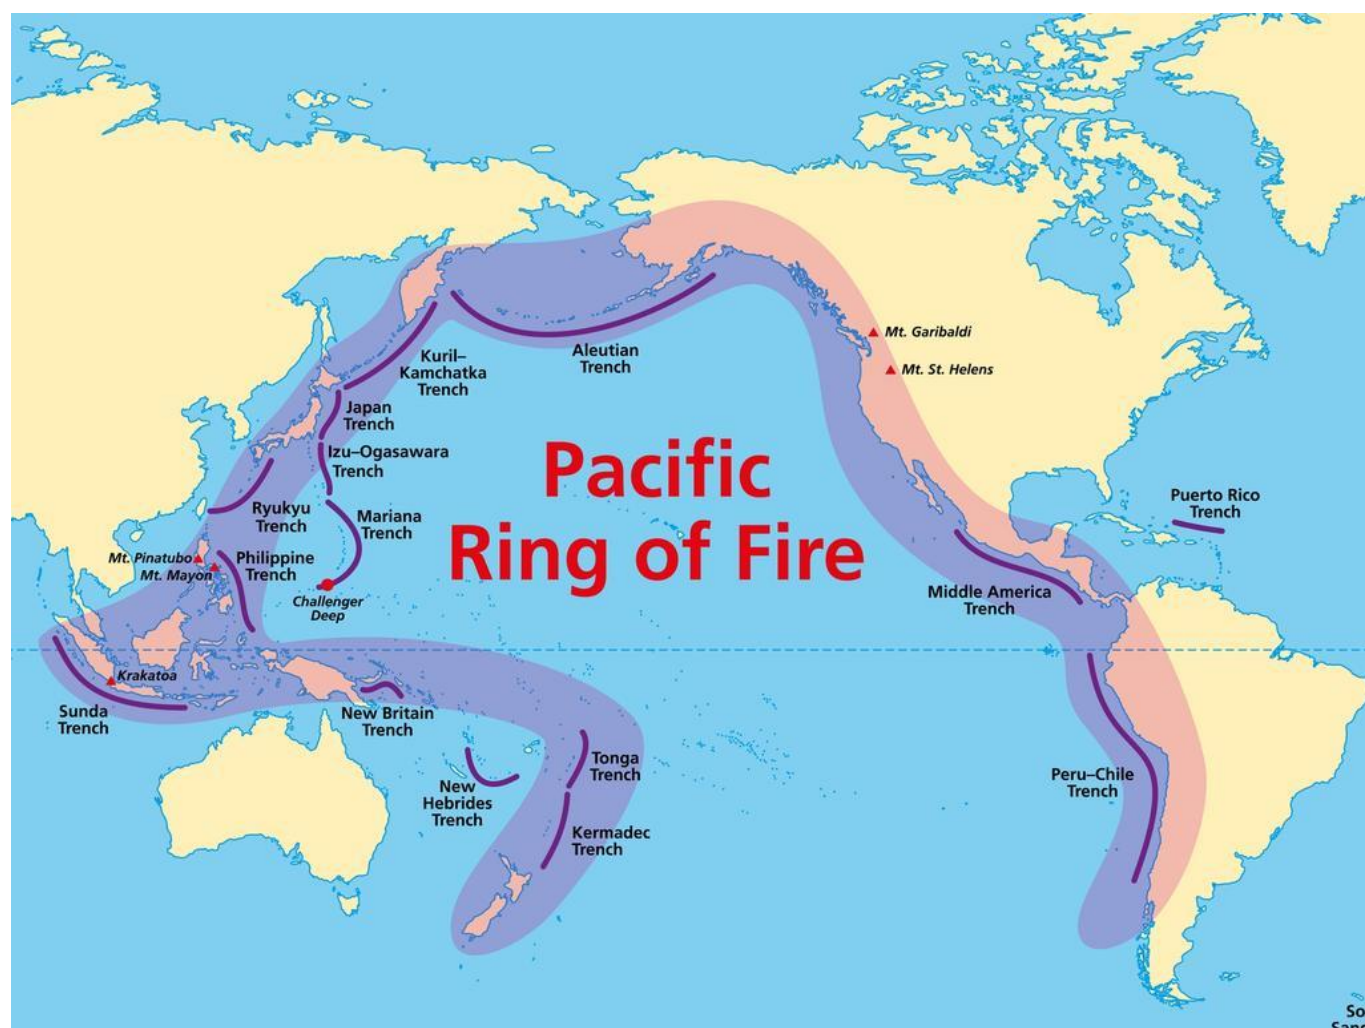 Pacific
Ring of Fire
Mt. Garibaldi
Mt. St. Helens
Aleutian
Trench
Kuril–
Kamchatka
Trench
Japan
Trench
Izu–Ogasawara
Trench
Ryukyu
Trench
Mariana
Trench
Puerto Rico
Trench
Mt. Pinatubo
Mt. Mayon
Philippine
Trench
Challenger
Deep
Middle America
Trench
Krakatoa
Sunda
Trench
New Britain
Trench
New
Hebrides
Trench
Tonga
Trench
Kermadec
Trench
Peru–Chile
Trench
So